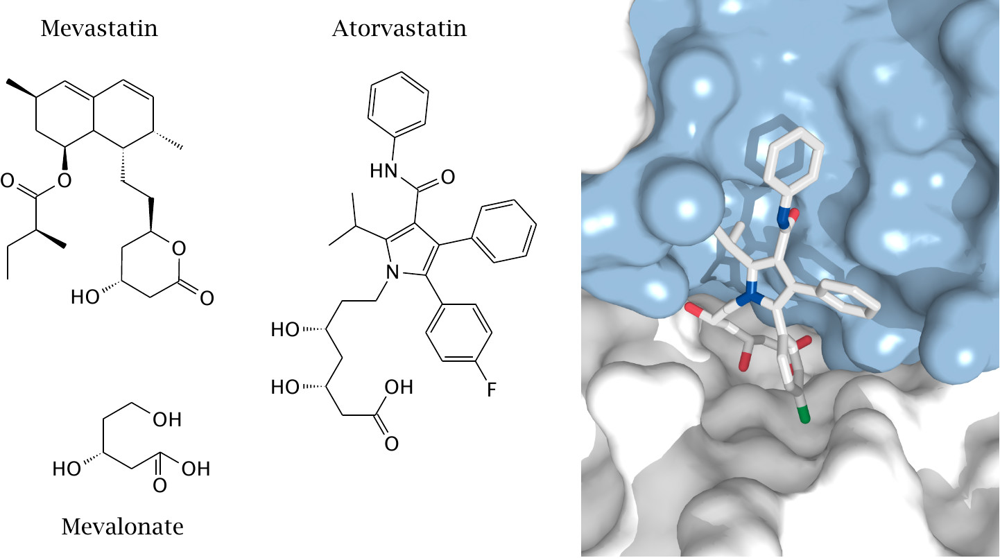 Mevastatin
Atorvastatin
HN
O
O
O
O
N
HO
O
HO
HO
OH
F
O
OH
HO
OH
O
Mevalonate